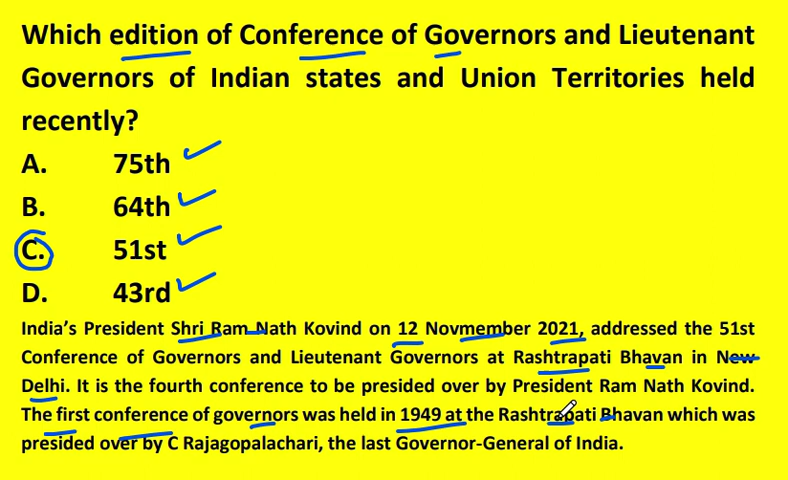 Which edition of Conference of Governors and Lieutenant
Governors of Indian states and Union Territories held
recently?
A. 75th
B. 64th
C. 51st
D. 43rd
India's President Shri Ram Nath Kovind on 12 Novmember 2021, addressed the 51st
Conference of Governors and Lieutenant Governors at Rashtrapati Bhavan in New
Delhi. It is the fourth conference to be presided over by President Ram Nath Kovind.
The first conference of governors was held in 1949 at the Rashtrapati Bhavan which was
presided over by C Rajagopalachari, the last Governor-General of India.